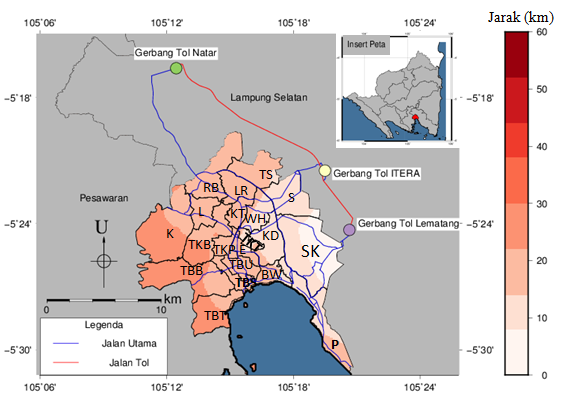 105°06' 105°12' 105°18' 105°24' Jarak (km)
Gerbang Tol Natar
Insert Peta
60
−5°18' −5°18'
Lampung Selatan
50
TS
Gerbang Tol ITERA
RB LR S
40
Pesawaran
L KT WH
Gerbang Tol Lematang
−5°24' −5°24'
U K KD
30
TKB TKP E SK
TBB TBU BW
20
km
0 10
TBT
Legenda
10
Jalan Utama
P
−5°30' −5°30'
Jalan Tol
0
105°06' 105°12' 105°18' 105°24'